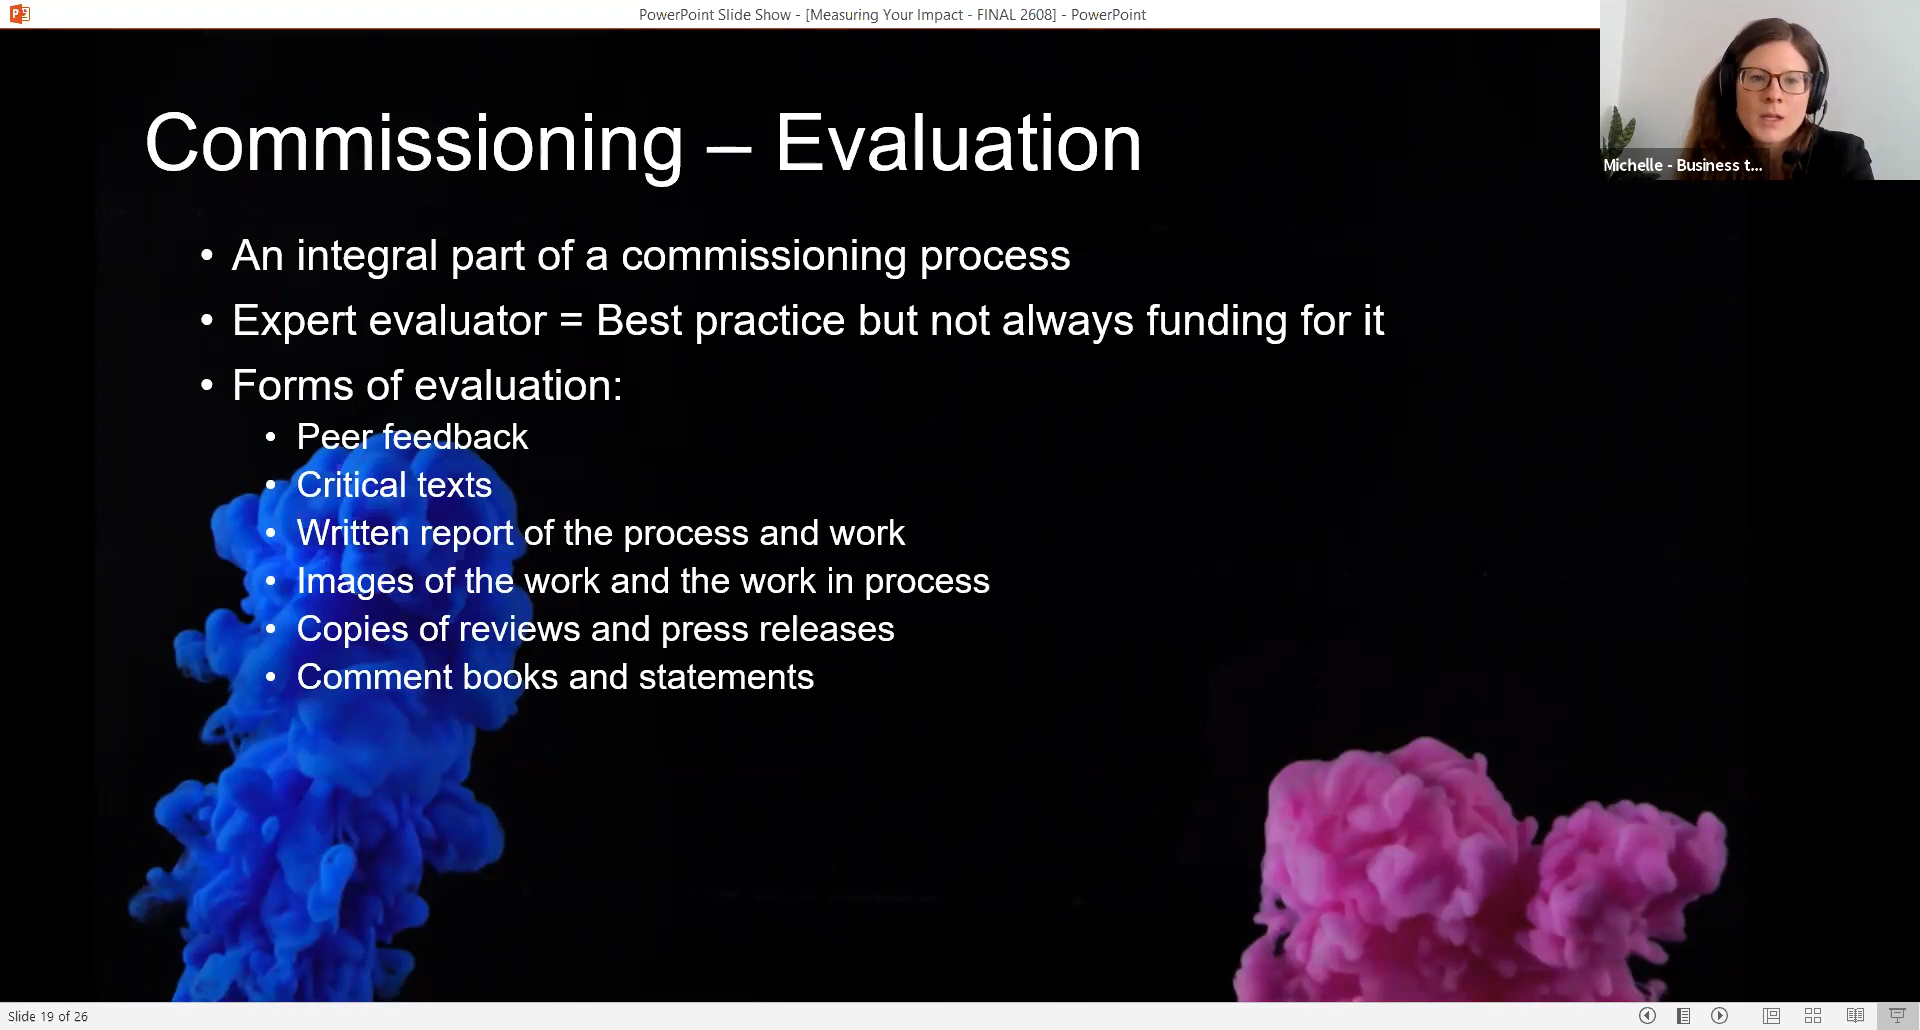 PowerPoint Slide Show - [Measuring Your Impact - FINAL 2608] - PowerPoint
Michelle - Business t...
Commissioning – Evaluation
• An integral part of a commissioning process
• Expert evaluator = Best practice but not always funding for it
• Forms of evaluation:
• Peer feedback
• Critical texts
• Written report of the process and work
• Images of the work and the work in process
• Copies of reviews and press releases
• Comment books and statements
Slide 19 of 26